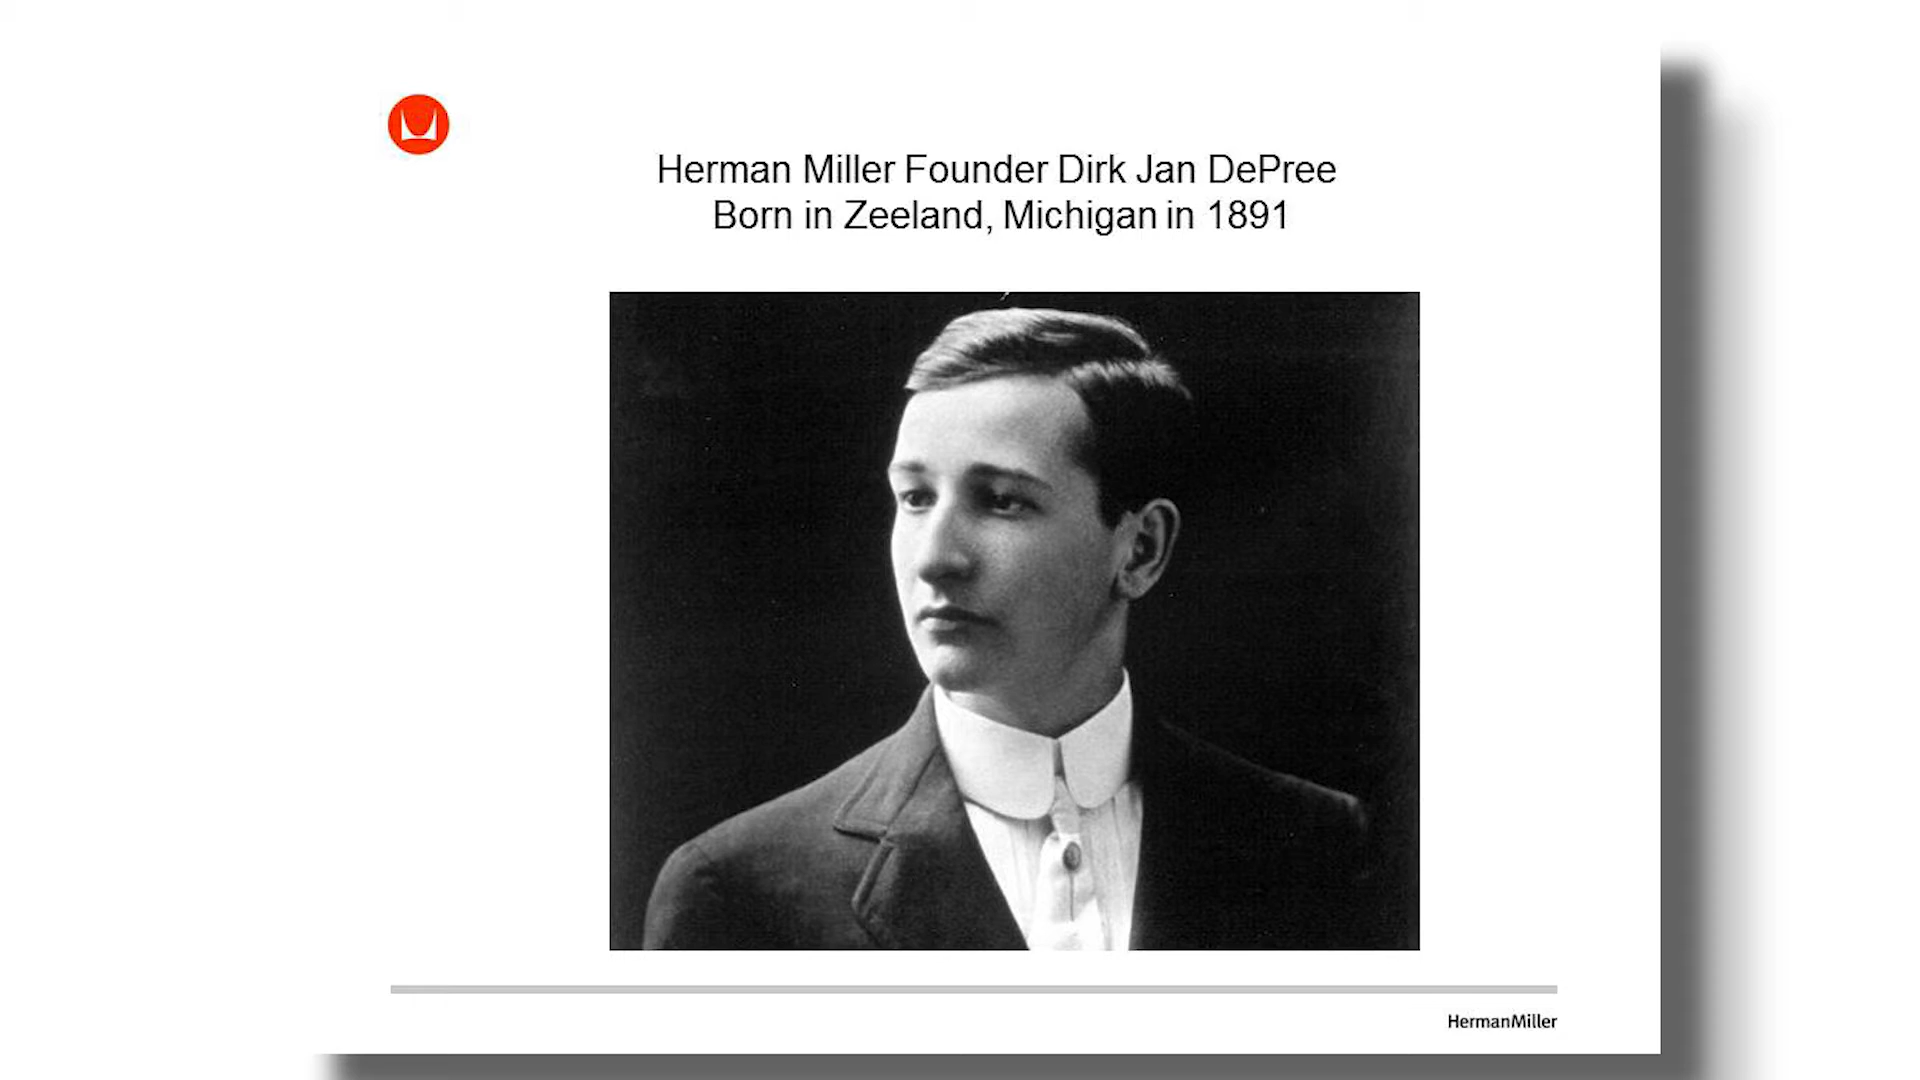 Herman Miller Founder Dirk Jan DePree
Born in Zeeland, Michigan in 1891
HermanMiller